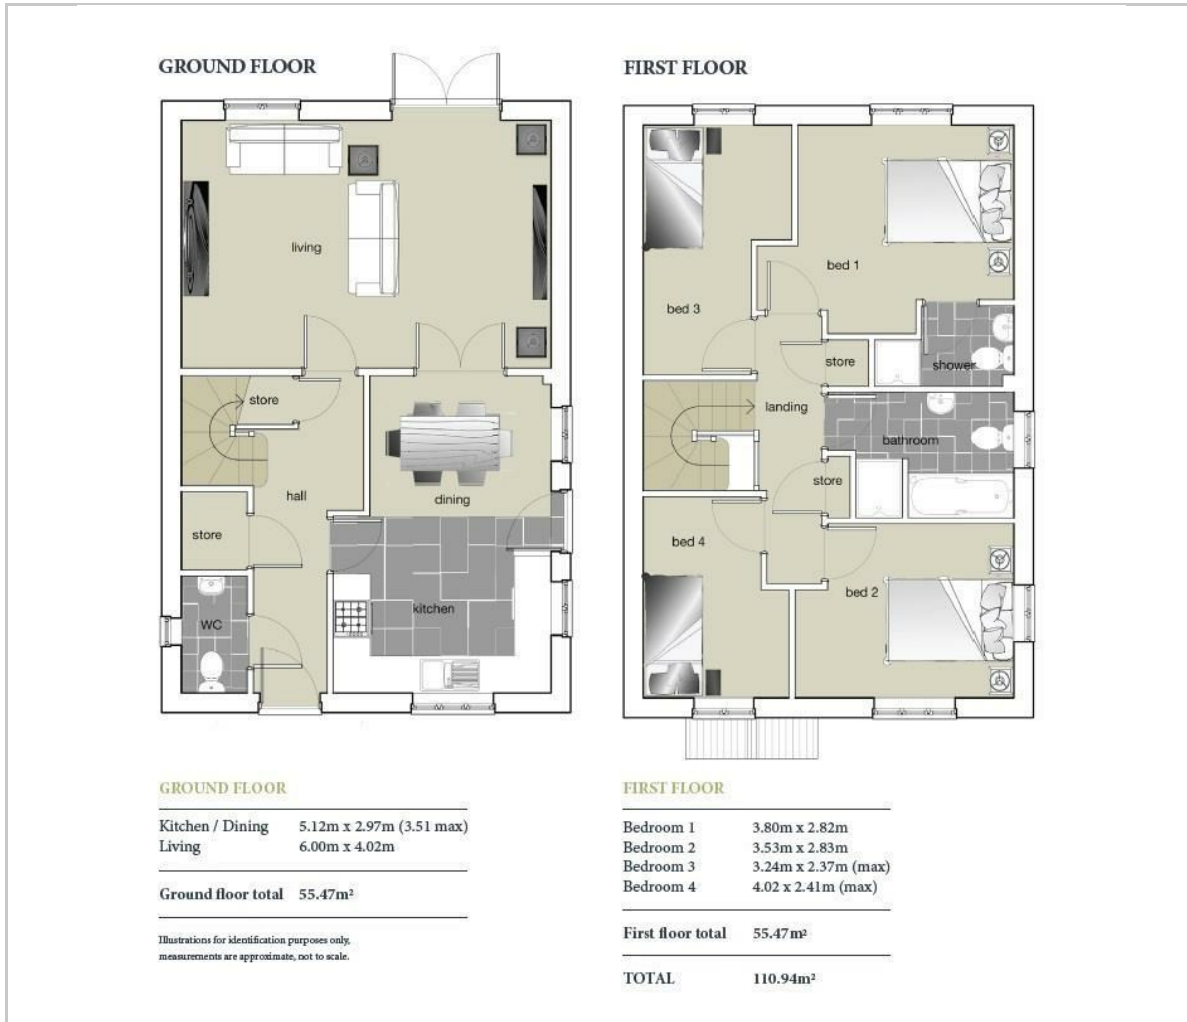 GROUND FLOOR
living
store
hall
dining
store
kitchen
WC
FIRST FLOOR
bed 1
bed 3
store
shower
landing
bathroom
store
bed 4
bed 2
GROUND FLOOR
Kitchen / Dining 5.12m x 2.97m (3.51 max)
Living 6.00m x 4.02m
Ground floor total 55.47m²
Illustrations for identification purposes only,
measurements are approximate, not to scale.
FIRST FLOOR
Bedroom 1 3.80m x 2.82m
Bedroom 2 3.53m x 2.83m
Bedroom 3 3.24m x 2.37m (max)
Bedroom 4 4.02 x 2.41m (max)
First floor total 55.47m²
TOTAL 110.94m²